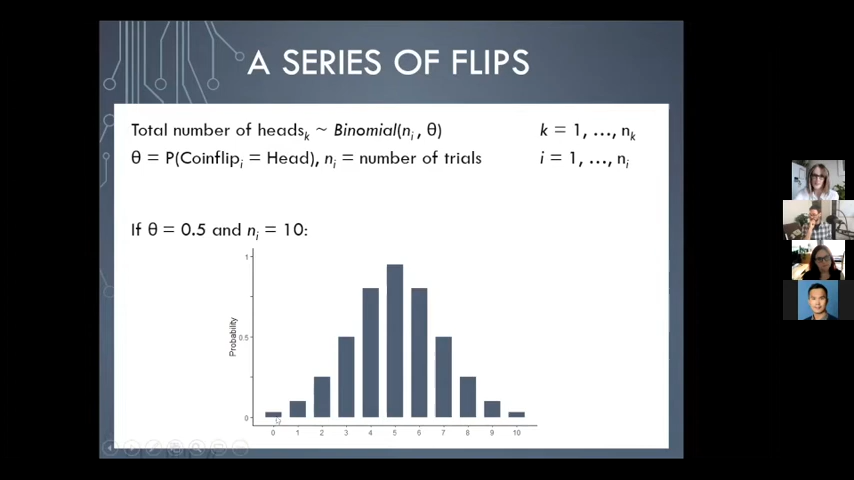 A SERIES OF FLIPS
Total number of heads_k ~ Binomial(n_i, θ) k = 1, …, n_k
θ = P(Coinflip_i = Head), n_i = number of trials i = 1, …, n_i
If θ = 0.5 and n_i = 10:
1
0.5
0
Probability
0 1 2 3 4 5 6 7 8 9 10